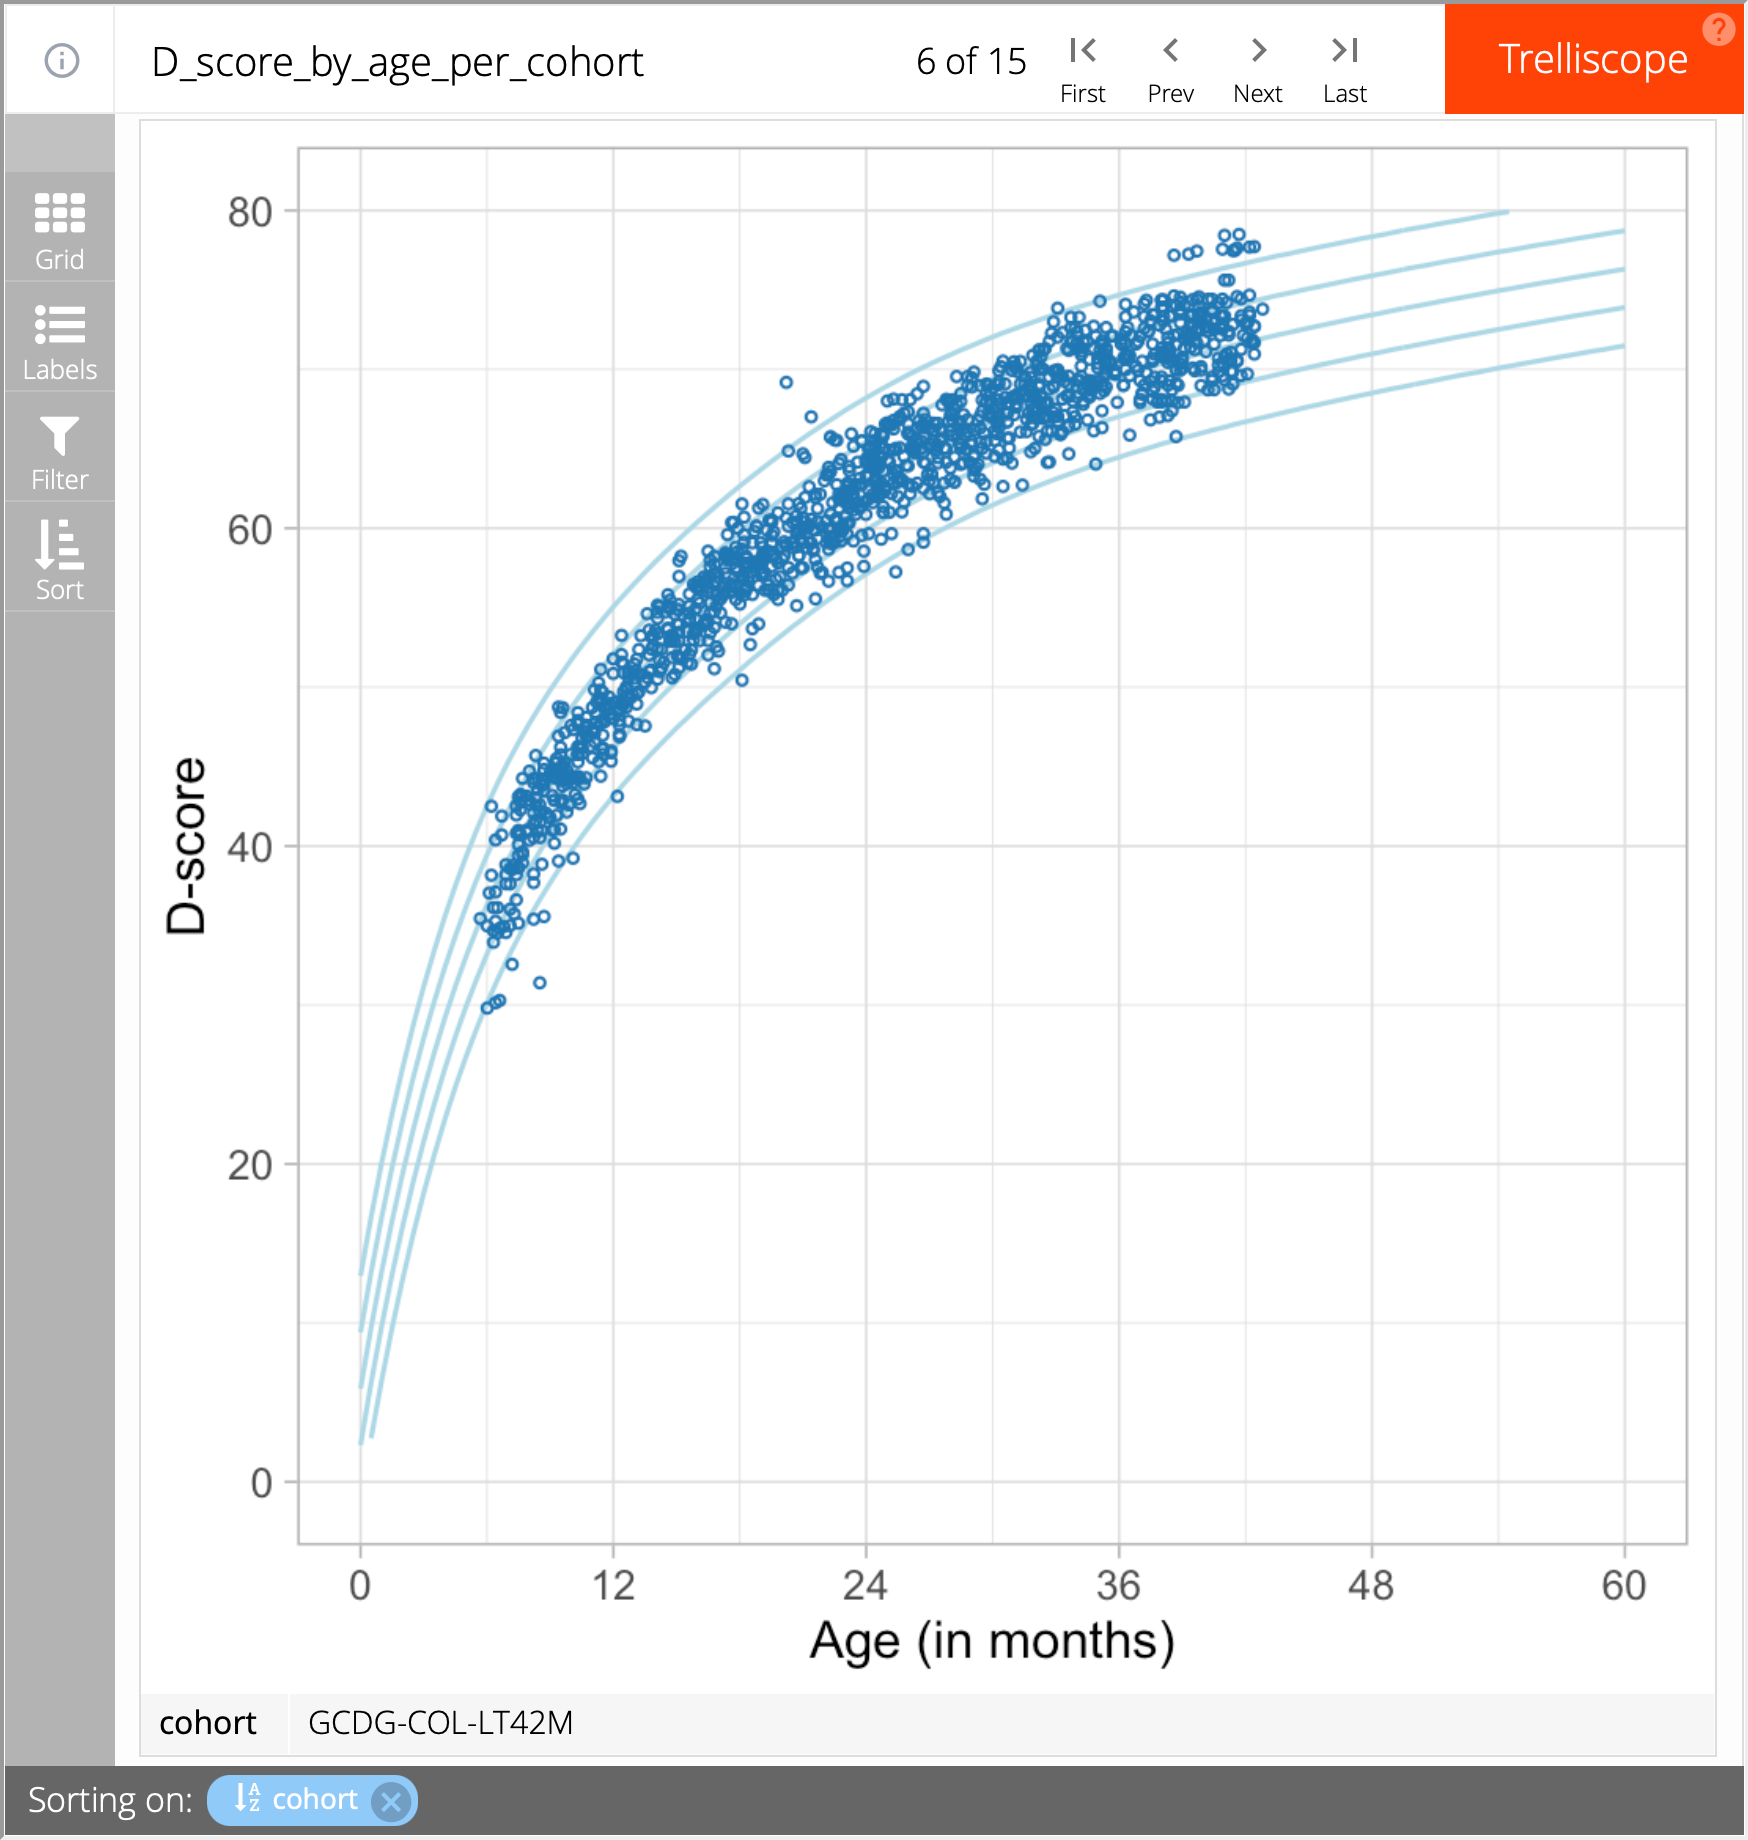 D_score_by_age_per_cohort
6 of 15
First
Prev
Next
Last
Trelliscope
?
Grid
Labels
Filter
Sort
80
60
40
20
0
D-score
0 12 24 36 48 60
Age (in months)
cohort GCDG-COL-LT42M
Sorting on: AZ cohort